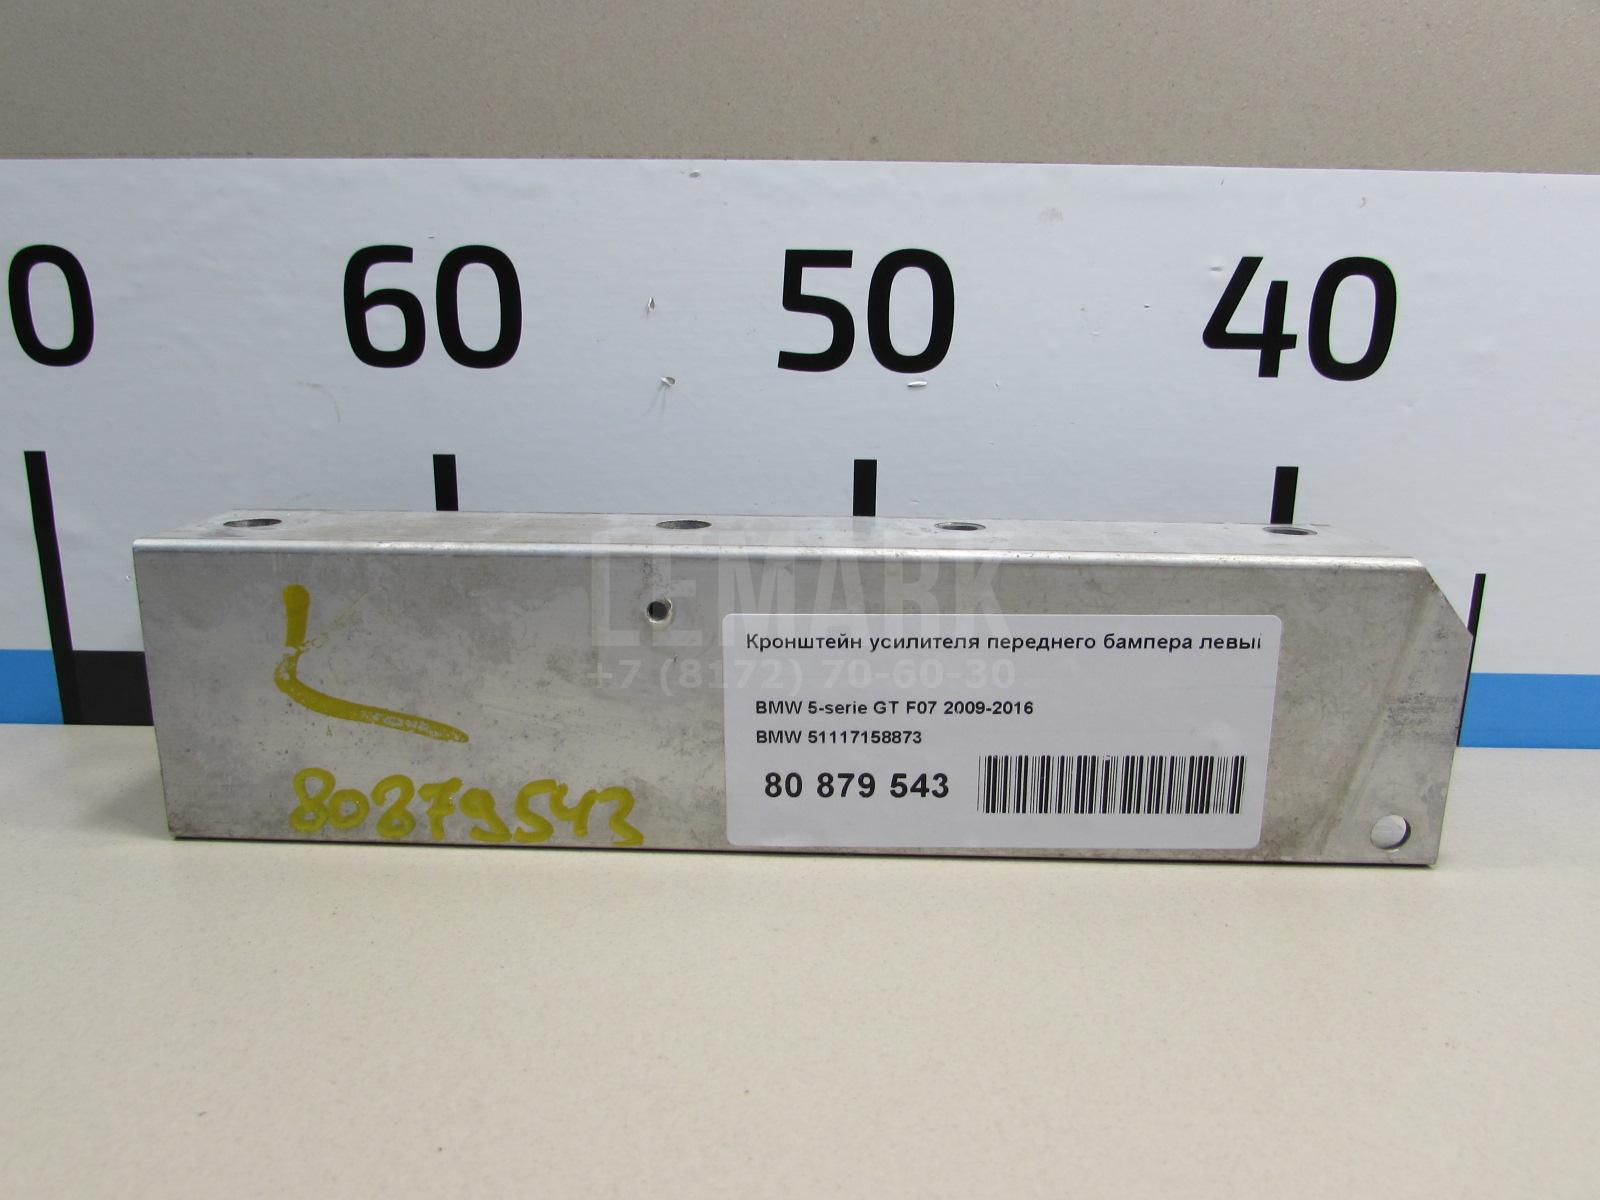 0 60 50 40
LEMARK
+7 (8172) 70-60-30
L
80879543
Кронштейн усилителя переднего бампера левы
BMW 5-serie GT F07 2009-2016
BMW 51117158873
80 879 543